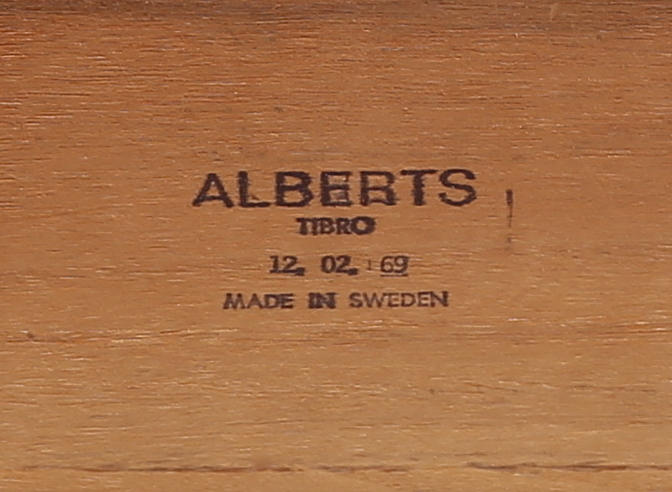 ALBERTS
TIBRO
12. 02. 69
MADE IN SWEDEN